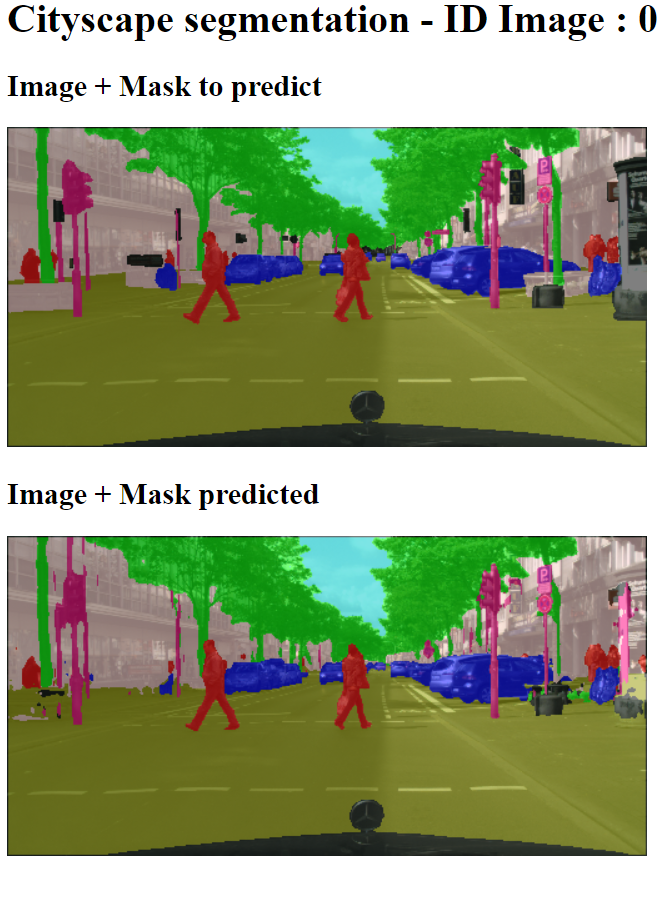 Cityscape segmentation - ID Image : 0
Image + Mask to predict
P
Image + Mask predicted
P